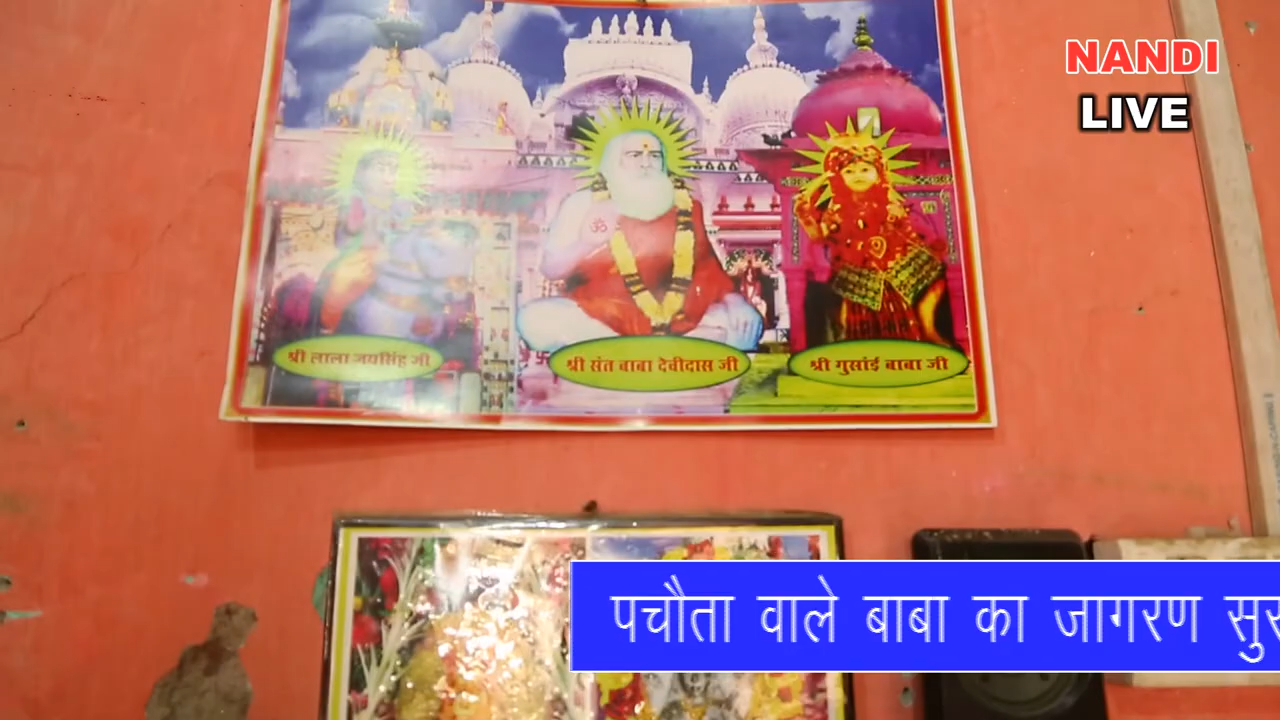 NANDI
LIVE
श्री लाला जयसिंह जी
श्री संत बाबा देवीदास जी
श्री गुसांई बाबा जी
पचौता वाले बाबा का जागरण